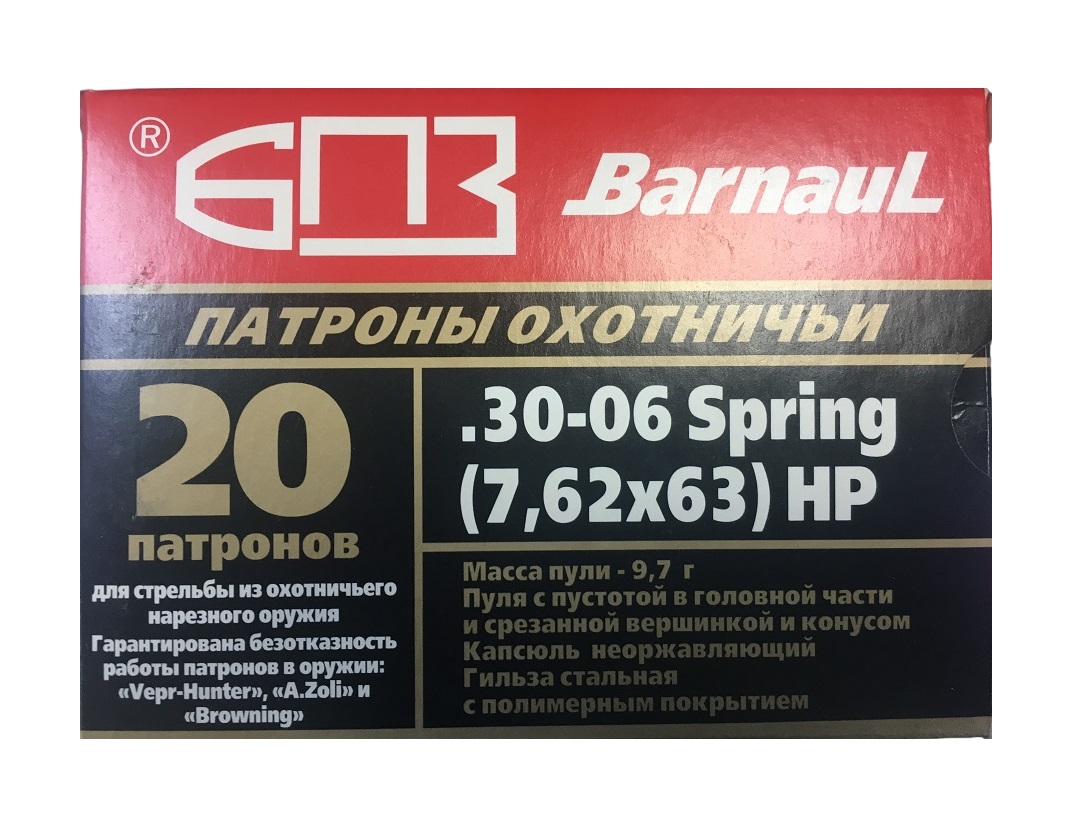 ® БПЗ Barnaul
ПАТРОНЫ ОХОТНИЧЬИ
20
патронов
для стрельбы из охотничьего
нарезного оружия
Гарантирована безотказность
работы патронов в оружии:
«Vepr-Hunter», «A.Zoli» и
«Browning»
.30-06 Spring
(7,62x63) HP
Масса пули - 9,7 г
Пуля с пустотой в головной части
и срезанной вершинкой и конусом
Капсюль неоржавляющий
Гильза стальная
с полимерным покрытием